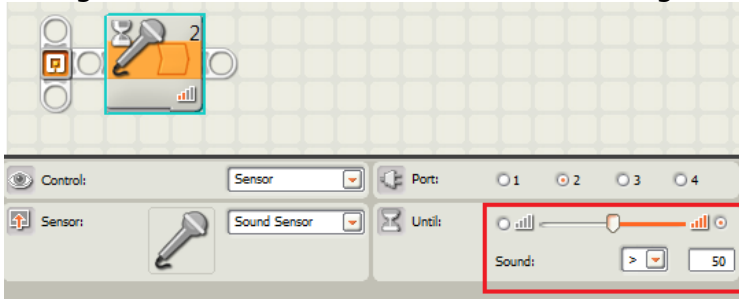 2
Control: Sensor Port: 1 2 3 4
Sensor: Sound Sensor Until:
Sound: > 50